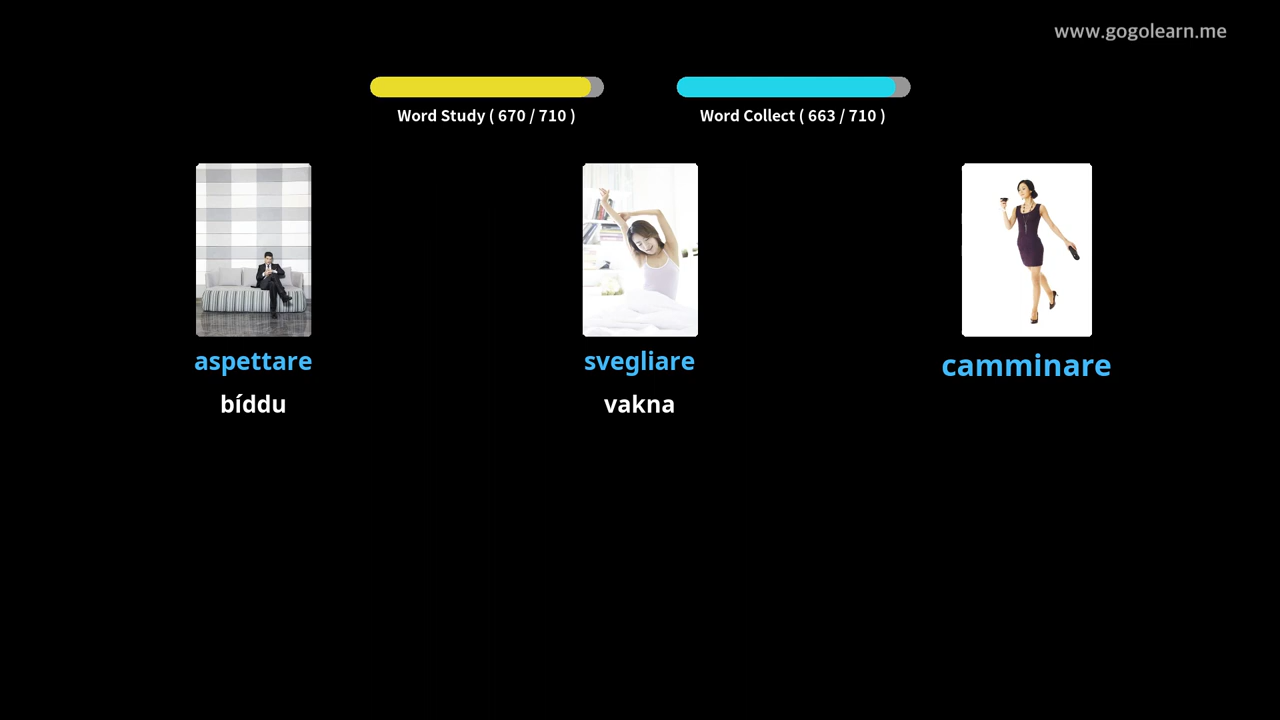 www.gogolearn.me
Word Study ( 670 / 710 )
Word Collect ( 663 / 710 )
aspettare
svegliare
camminare
bíddu
vakna